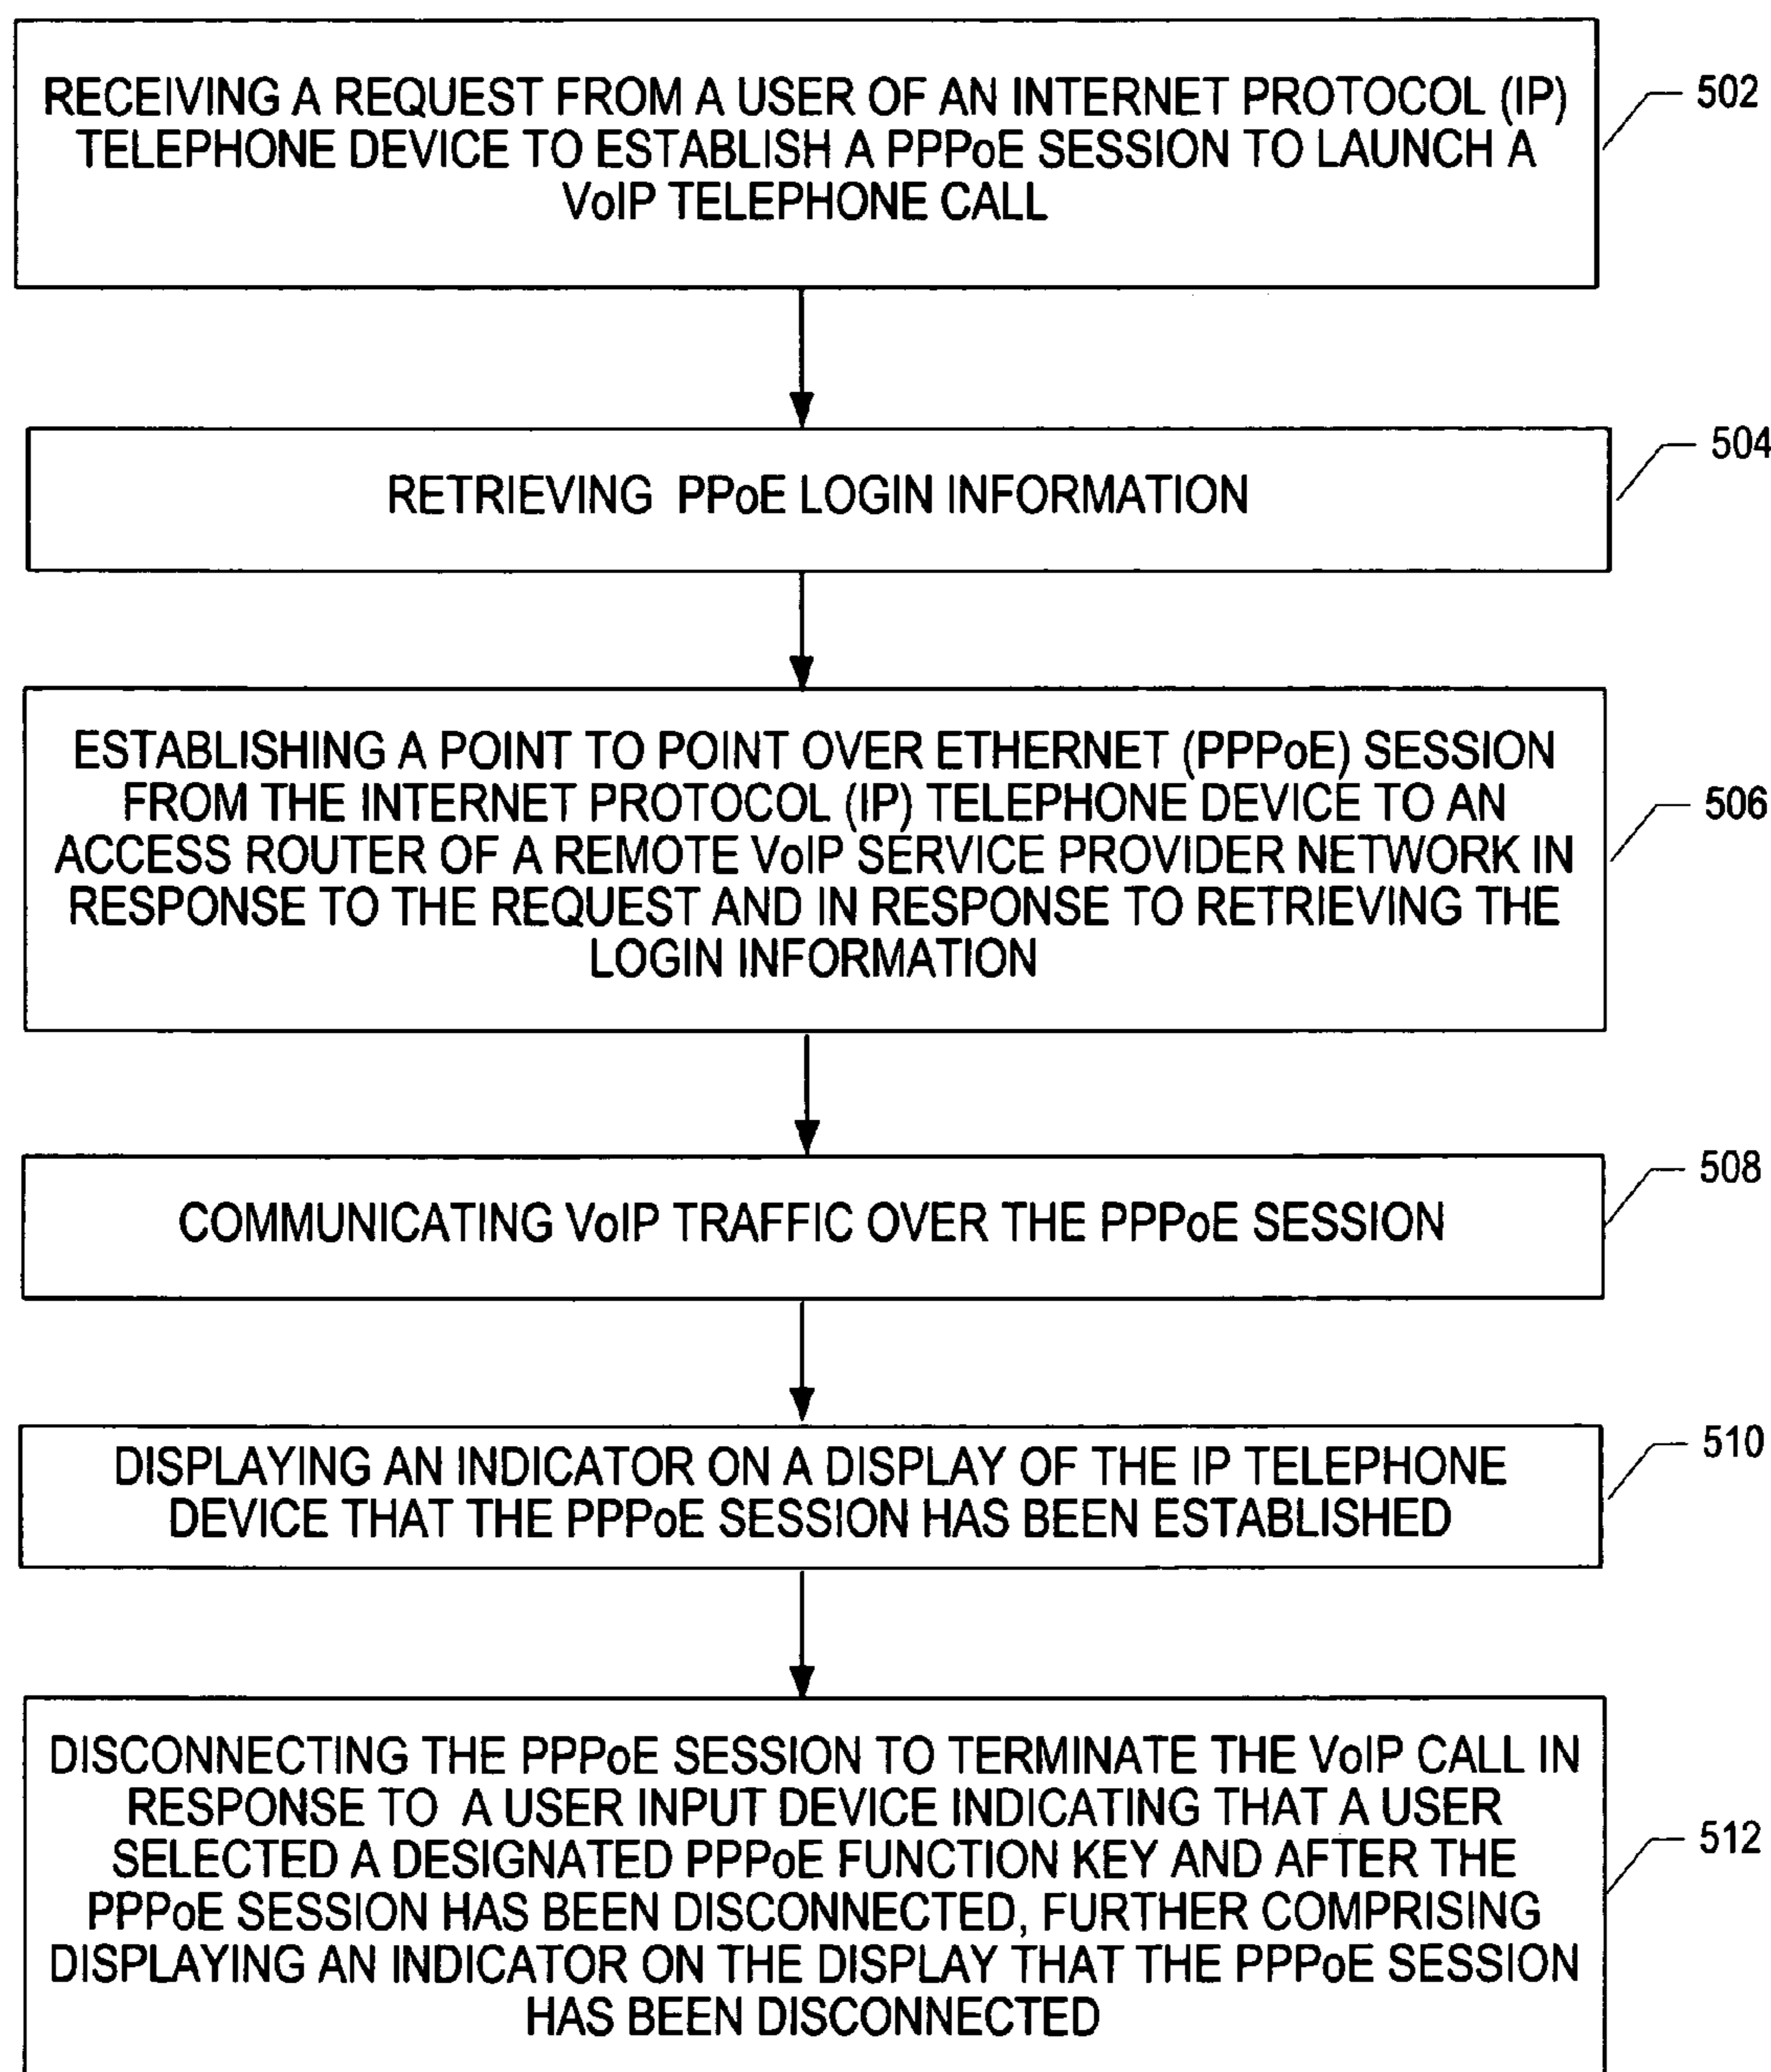 RECEIVING A REQUEST FROM A USER OF AN INTERNET PROTOCOL (IP)
TELEPHONE DEVICE TO ESTABLISH A PPPoE SESSION TO LAUNCH A
VoIP TELEPHONE CALL
502
RETRIEVING PPoE LOGIN INFORMATION
504
ESTABLISHING A POINT TO POINT OVER ETHERNET (PPPoE) SESSION
FROM THE INTERNET PROTOCOL (IP) TELEPHONE DEVICE TO AN
ACCESS ROUTER OF A REMOTE VoIP SERVICE PROVIDER NETWORK IN
RESPONSE TO THE REQUEST AND IN RESPONSE TO RETRIEVING THE
LOGIN INFORMATION
506
COMMUNICATING VoIP TRAFFIC OVER THE PPPoE SESSION
508
DISPLAYING AN INDICATOR ON A DISPLAY OF THE IP TELEPHONE
DEVICE THAT THE PPPoE SESSION HAS BEEN ESTABLISHED
510
DISCONNECTING THE PPPoE SESSION TO TERMINATE THE VoIP CALL IN
RESPONSE TO A USER INPUT DEVICE INDICATING THAT A USER
SELECTED A DESIGNATED PPPoE FUNCTION KEY AND AFTER THE
PPPoE SESSION HAS BEEN DISCONNECTED, FURTHER COMPRISING
DISPLAYING AN INDICATOR ON THE DISPLAY THAT THE PPPoE SESSION
HAS BEEN DISCONNECTED
512